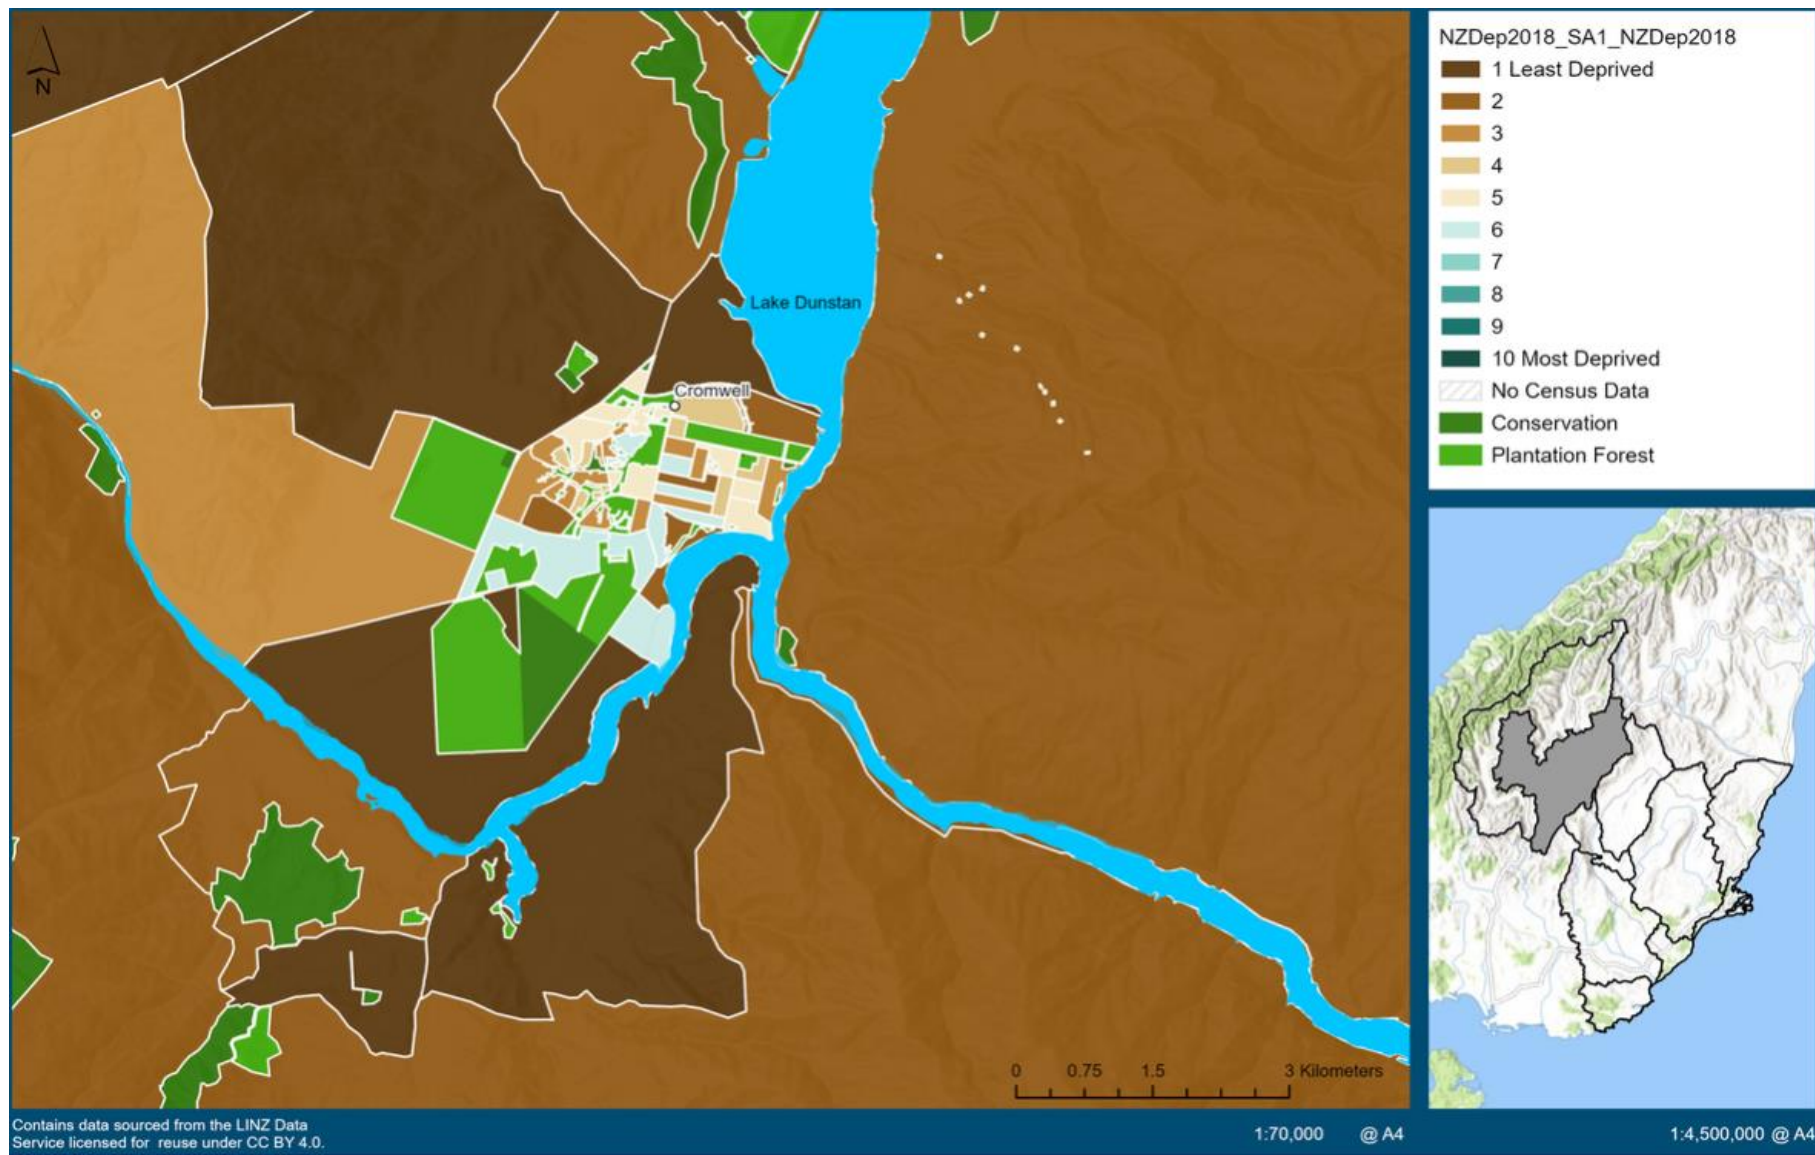 N
Lake Dunstan
Cromwell
0 0.75 1.5 3 Kilometers
Contains data sourced from the LINZ Data
Service licensed for reuse under CC BY 4.0.
1:70,000 @ A4
NZDep2018_SA1_NZDep2018
1 Least Deprived
2
3
4
5
6
7
8
9
10 Most Deprived
No Census Data
Conservation
Plantation Forest
1:4,500,000 @ A4